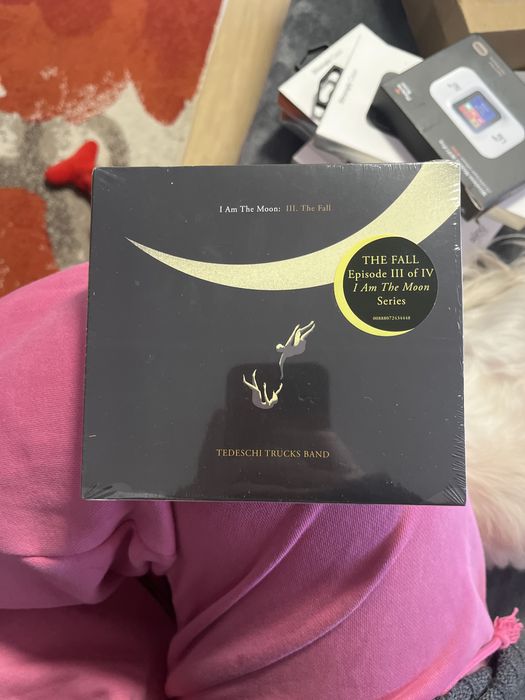 I Am The Moon: III. The Fall
THE FALL
Episode III of IV
I Am The Moon
Series
00888072434448
TEDESCHI TRUCKS BAND